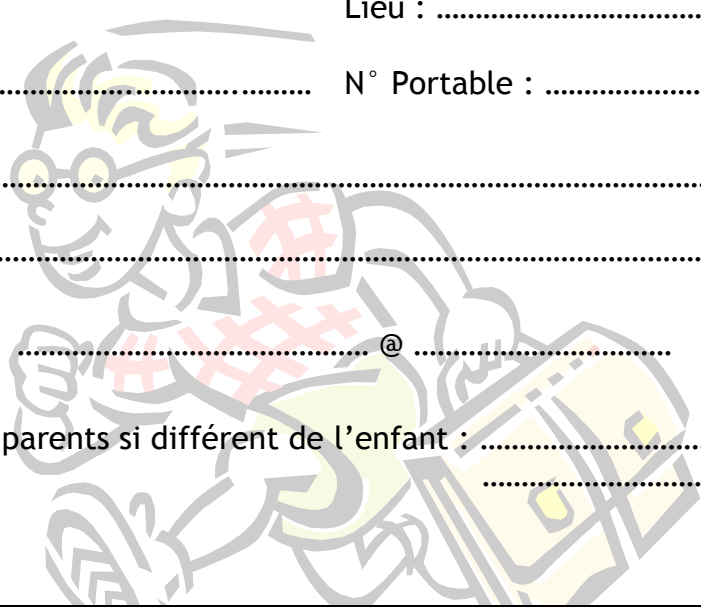 Lieu : ..................................
......................................... N° Portable : .....................
...........................................................................................
...........................................................................................
.............................................. @ ..................................
parents si différent de l’enfant : .............................
.............................